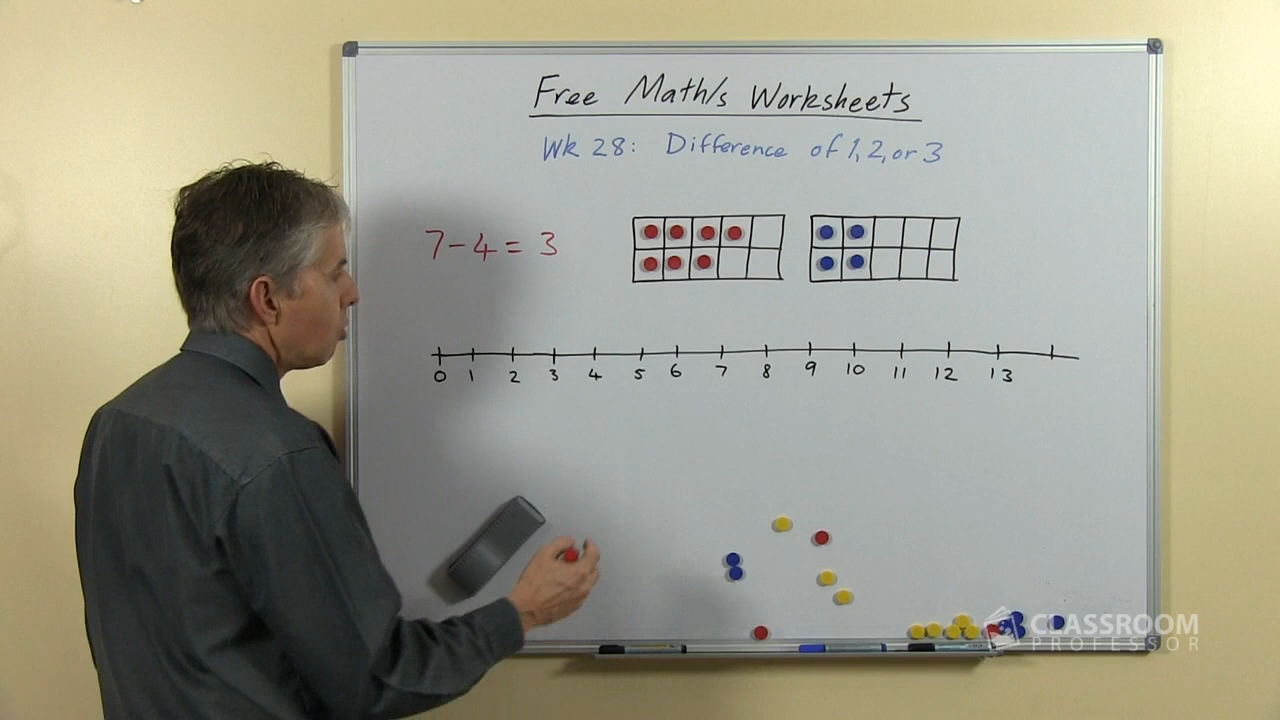 Free Math/s Worksheets
Wk 28: Difference of 1, 2, or 3
7 - 4 = 3
0 1 2 3 4 5 6 7 8 9 10 11 12 13
CLASSROOM
PROFESSOR